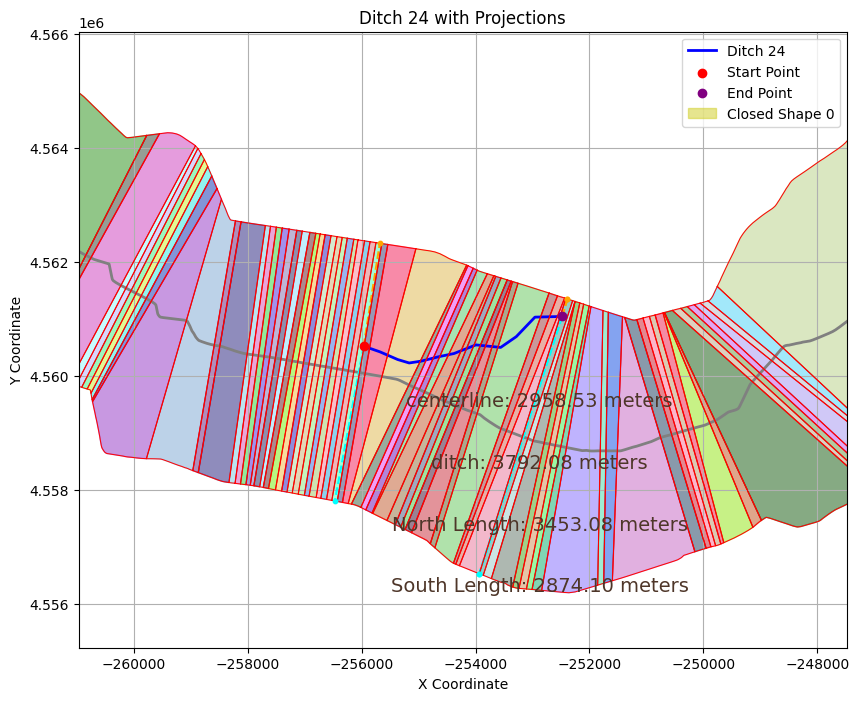 Ditch 24 with Projections
1e6
4.566
4.564
4.562
4.560
4.558
4.556
Y Coordinate
Ditch 24
Start Point
End Point
Closed Shape 0
centerline: 2958.53 meters
ditch: 3792.08 meters
North Length: 3453.08 meters
South Length: 2874.10 meters
−260000
−258000
−256000
−254000
−252000
−250000
−248000
X Coordinate